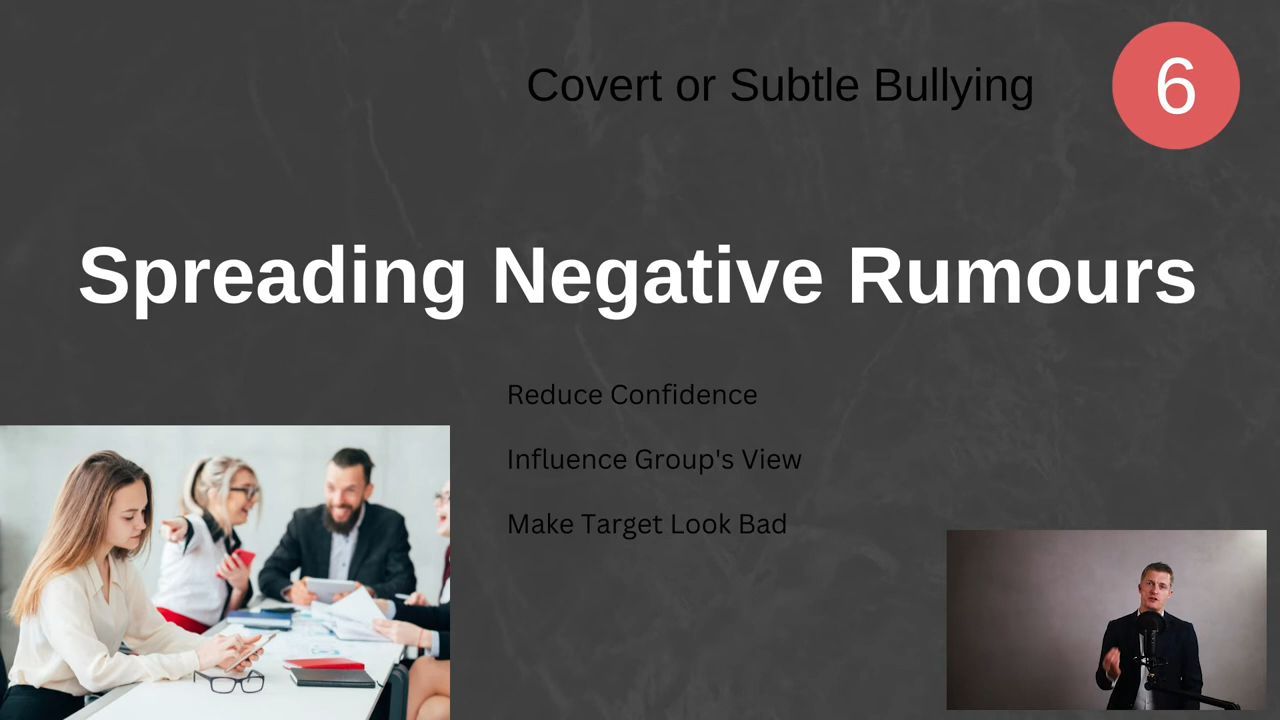 Covert or Subtle Bullying
6
Spreading Negative Rumours
Reduce Confidence
Influence Group's View
Make Target Look Bad